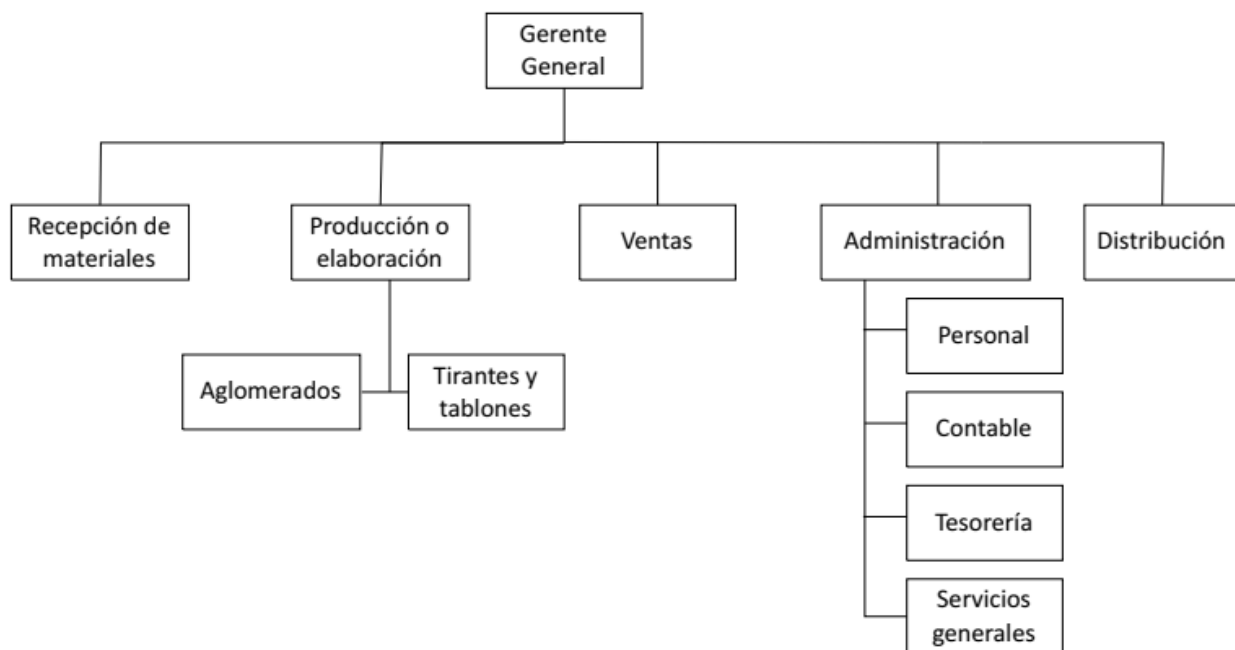 Gerente
General
Recepción de
materiales
Producción o
elaboración
Ventas
Administración
Distribución
Aglomerados
Tirantes y
tablones
Personal
Contable
Tesorería
Servicios
generales